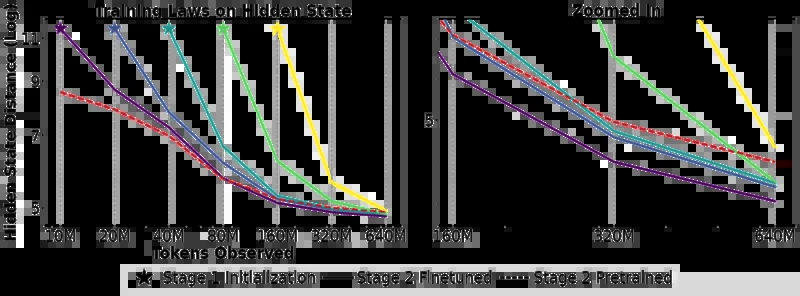 Training Laws on Hidden State
Zoomed In
Hidden State Distance (Log)
11
9
7
5
10M 20M 40M 80M 160M 320M 640M
Tokens Observed
5
160M 320M 640M
Stage 1 Initialization Stage 2 Finetuned Stage 2 Pretrained